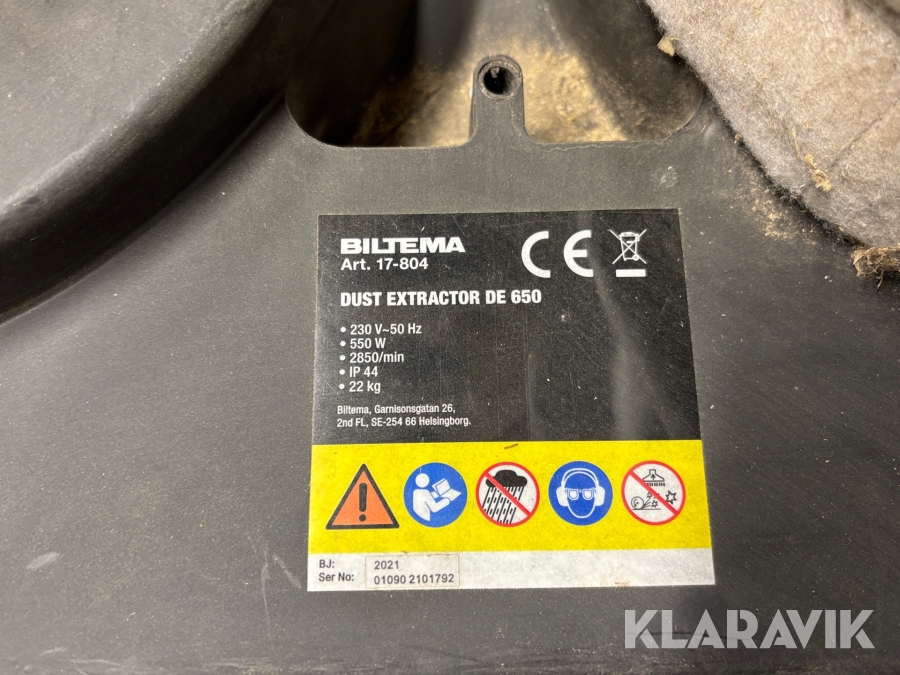 BILTEMA
Art. 17-804
CE
DUST EXTRACTOR DE 650
• 230 V~50 Hz
• 550 W
• 2850/min
• IP 44
• 22 kg
Biltema, Garnisonsgatan 26,
2nd FL, SE-254 66 Helsingborg.
BJ: 2021
Ser No: 01090 2101792
KLARAVIK